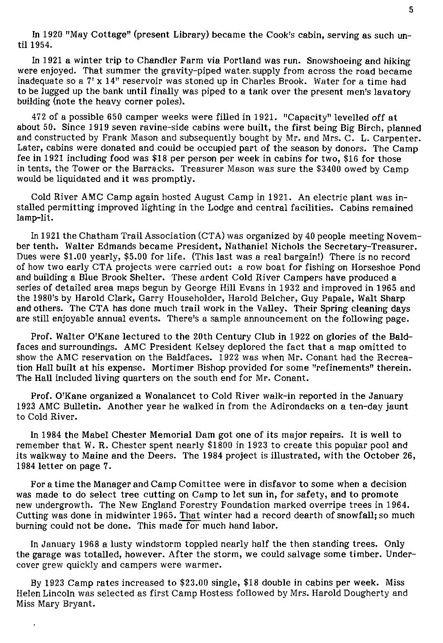 5
In 1920 "May Cottage" (present Library) became the Cook's cabin, serving as such un-
til 1954.
In 1921 a winter trip to Chandler Farm via Portland was run. Snowshoeing and hiking
were enjoyed. That summer the gravity-piped water supply from across the road became
inadequate so a 7' x 14" reservoir was stoned up in Charles Brook. Water for a time had
to be lugged up the bank until finally was piped to a tank over the present men's lavatory
building (note the heavy corner poles).
472 of a possible 650 camper weeks were filled in 1921. "Capacity" levelled off at
about 50. Since 1919 seven ravine-side cabins were built, the first being Big Birch, planned
and constructed by Frank Mason and subsequently bought by Mr. and Mrs. C. L. Carpenter.
Later, cabins were donated and could be occupied part of the season by donors. The Camp
fee in 1921 including food was $18 per person per week in cabins for two, $16 for those
in tents, the Tower or the Barracks. Treasurer Mason was sure the $3400 owed by Camp
would be liquidated and it was promptly.
Cold River AMC Camp again hosted August Camp in 1921. An electric plant was in-
stalled permitting improved lighting in the Lodge and central facilities. Cabins remained
lamp-lit.
In 1921 the Chatham Trail Association (CTA) was organized by 40 people meeting Novem-
ber tenth. Walter Edmands became President, Nathaniel Nichols the Secretary-Treasurer.
Dues were $1.00 yearly, $5.00 for life. (This last was a real bargain!) There is no record
of how two early CTA projects were carried out: a row boat for fishing on Horseshoe Pond
and building a Blue Brook Shelter. These ardent Cold River Campers have produced a
series of detailed area maps begun by George Hill Evans in 1932 and improved in 1965 and
the 1980's by Harold Clark, Garry Householder, Harold Belcher, Guy Papale, Walt Sharp
and others. The CTA has done much trail work in the Valley. Their Spring cleaning days
are still enjoyable annual events. There's a sample announcement on the following page.
Prof. Walter O'Kane lectured to the 20th Century Club in 1922 on glories of the Bald-
faces and surroundings. AMC President Kelsey deplored the fact that a map omitted to
show the AMC reservation on the Baldfaces. 1922 was when Mr. Conant had the Recrea-
tion Hall built at his expense. Mortimer Bishop provided for some "refinements" therein.
The Hall included living quarters on the south end for Mr. Conant.
Prof. O'Kane organized a Wonalancet to Cold River walk-in reported in the January
1923 AMC Bulletin. Another year he walked in from the Adirondacks on a ten-day jaunt
to Cold River.
In 1984 the Mabel Chester Memorial Dam got one of its major repairs. It is well to
remember that W. R. Chester spent nearly $1800 in 1923 to create this popular pool and
its walkway to Maine and the Deers. The 1984 project is illustrated, with the October 26,
1984 letter on page 7.
For a time the Manager and Camp Comittee were in disfavor to some when a decision
was made to do select tree cutting on Camp to let sun in, for safety, and to promote
new undergrowth. The New England Forestry Foundation marked overripe trees in 1964.
Cutting was done in midwinter 1965. That winter had a record dearth of snowfall; so much
burning could not be done. This made for much hand labor.
In January 1968 a lusty windstorm toppled nearly half the then standing trees. Only
the garage was totalled, however. After the storm, we could salvage some timber. Under-
cover grew quickly and campers were warmer.
By 1923 Camp rates increased to $23.00 single, $18 double in cabins per week. Miss
Helen Lincoln was selected as first Camp Hostess followed by Mrs. Harold Dougherty and
Miss Mary Bryant.